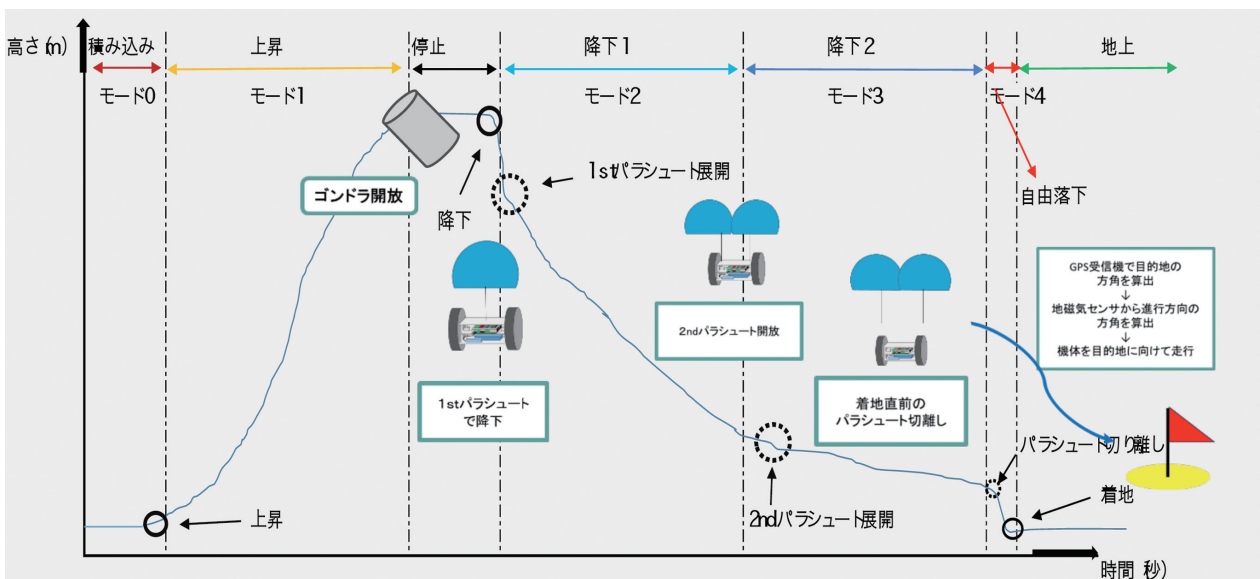 高さ(m)
積み込み
上昇
停止
降下1
降下2
地上
モード0
モード1
モード2
モード3
モード4
1stパラシュート展開
ゴンドラ開放
降下
自由落下
GPS受信機で目的地の
方角を算出
↓
地磁気センサから進行方向の
方角を算出
↓
機体を目的地に向けて走行
2ndパラシュート開放
1stパラシュート
で降下
着地直前の
パラシュート切離し
パラシュート切り離し
着地
上昇
2ndパラシュート展開
時間(秒)